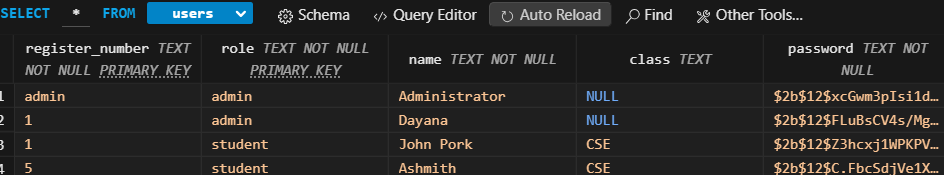 SELECT * FROM users Schema Query Editor Auto Reload Find Other Tools...
register_number TEXT NOT NULL PRIMARY KEY role TEXT NOT NULL PRIMARY KEY name TEXT NOT NULL class TEXT password TEXT NOT NULL
1 admin admin Administrator NULL $2b$12$xcGwm3pIsi1d…
2 1 admin Dayana NULL $2b$12$FLuBsCV4s/Mg…
3 1 student John Pork CSE $2b$12$Z3hcxj1WPKPV…
4 5 student Ashmith CSE $2b$12$C.FbcSdjVe1X…